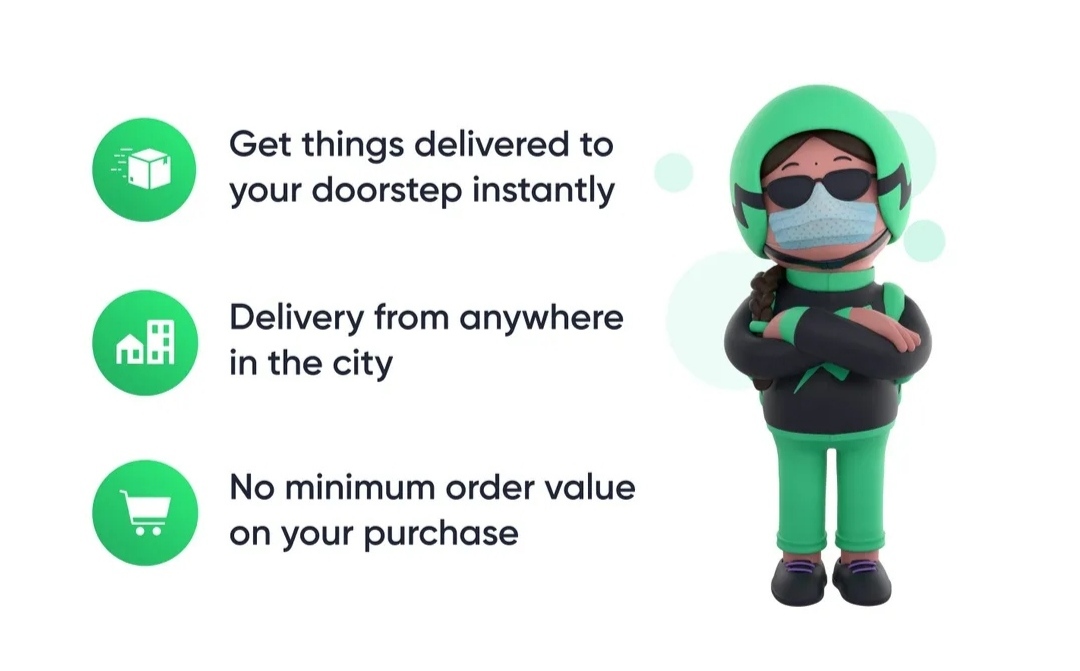 Get things delivered to
your doorstep instantly
Delivery from anywhere
in the city
No minimum order value
on your purchase